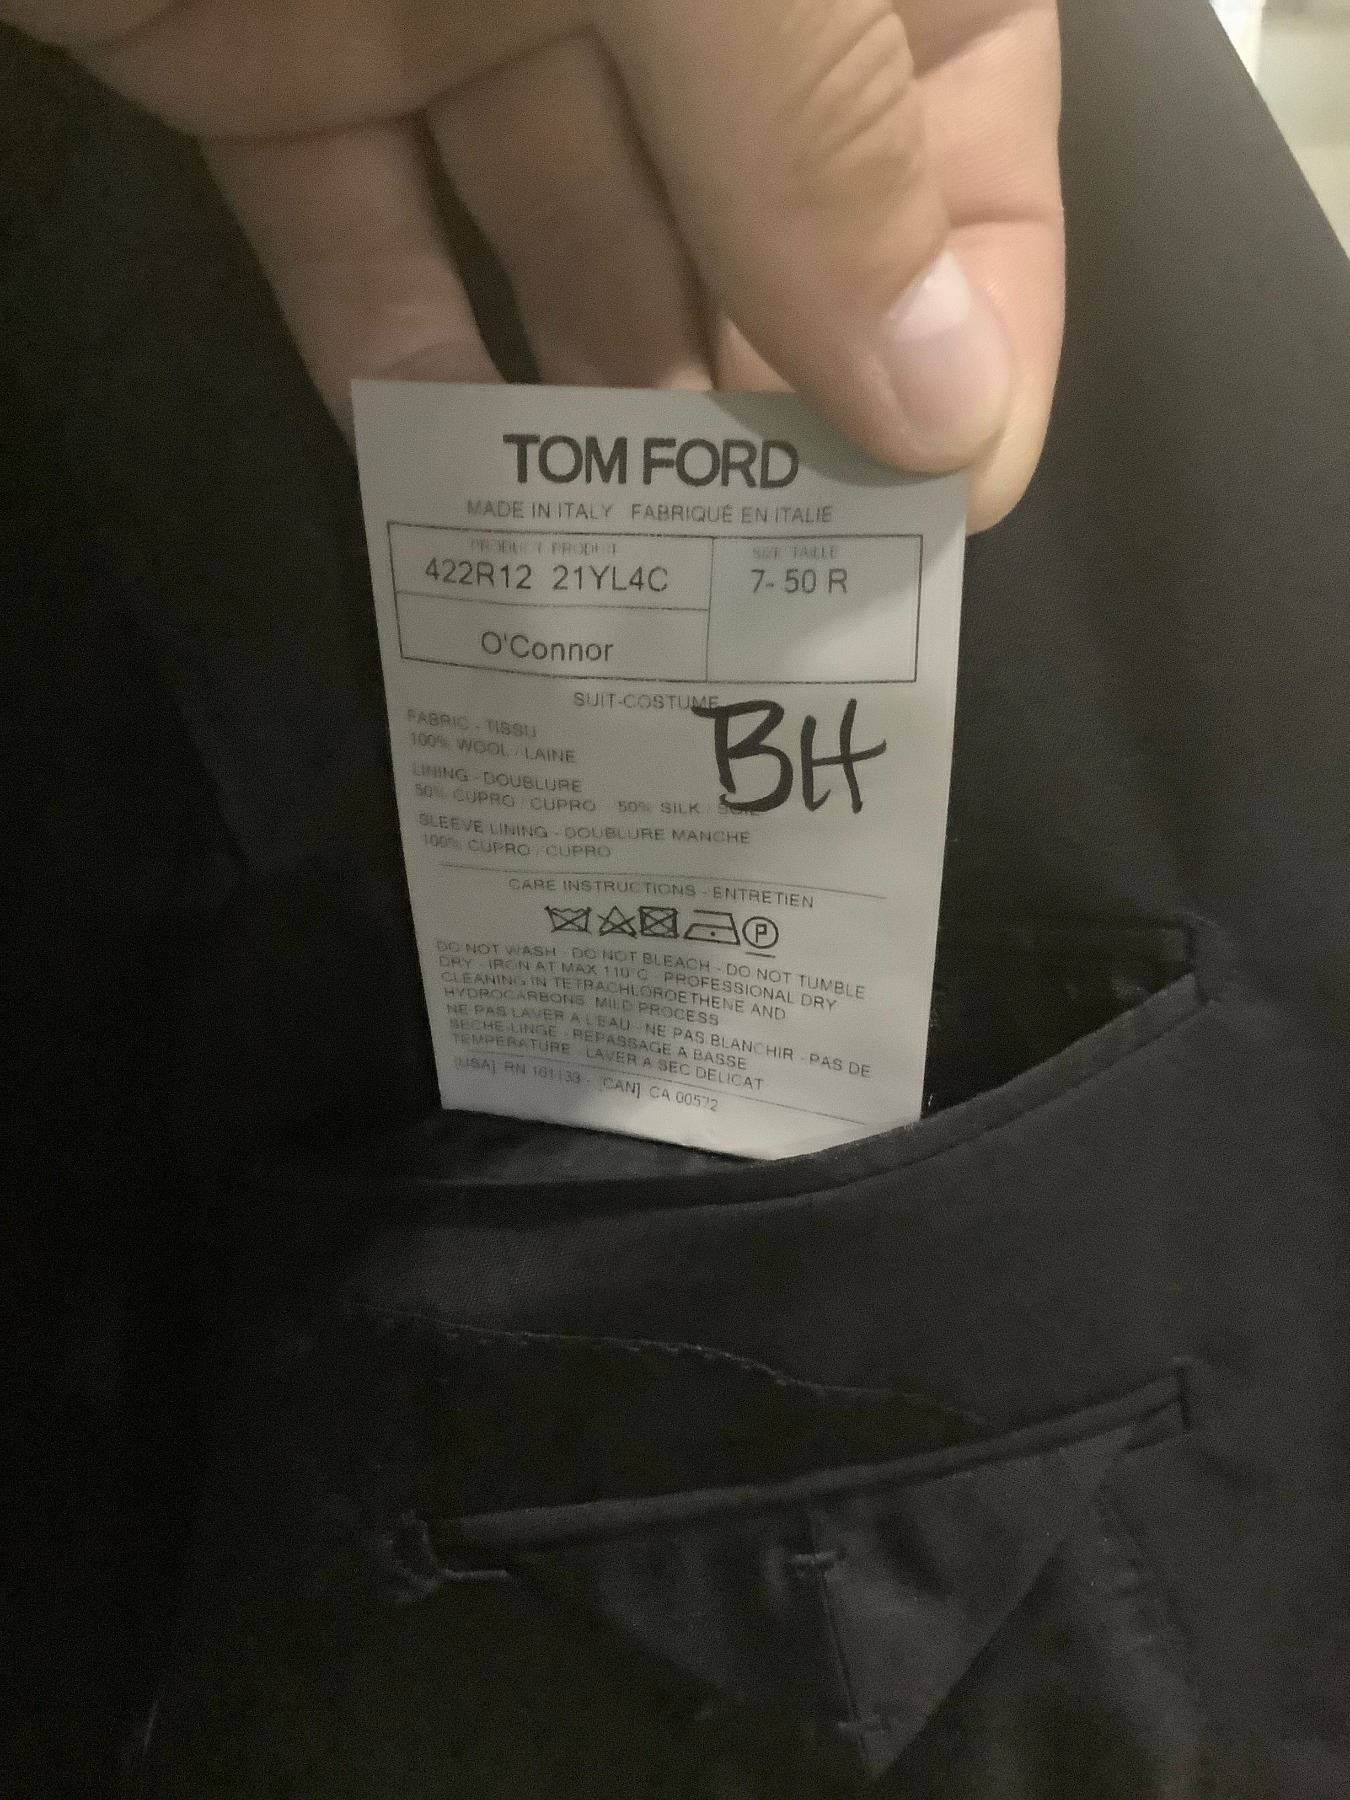 TOM FORD
MADE IN ITALY FABRIQUÉ EN ITALIE
PRODUCT PRODUIT
422R12 21YL4C
SIZE TAILLE
7- 50 R
O'Connor
SUIT-COSTUME
BH
FABRIC - TISSU
100% WOOL / LAINE
LINING - DOUBLURE
50% CUPRO / CUPRO 50% SILK / SOIE
SLEEVE LINING - DOUBLURE MANCHE
100% CUPRO / CUPRO
CARE INSTRUCTIONS - ENTRETIEN
P
DO NOT WASH - DO NOT BLEACH - DO NOT TUMBLE
DRY - IRON AT MAX 110°C - PROFESSIONAL DRY
CLEANING IN TETRACHLOROETHENE AND
HYDROCARBONS MILD PROCESS
NE PAS LAVER A L'EAU - NE PAS BLANCHIR - PAS DE
SECHE-LINGE - REPASSAGE A BASSE
TEMPERATURE - LAVER A SEC DELICAT
[USA] RN 101133 - [CAN] CA 00572